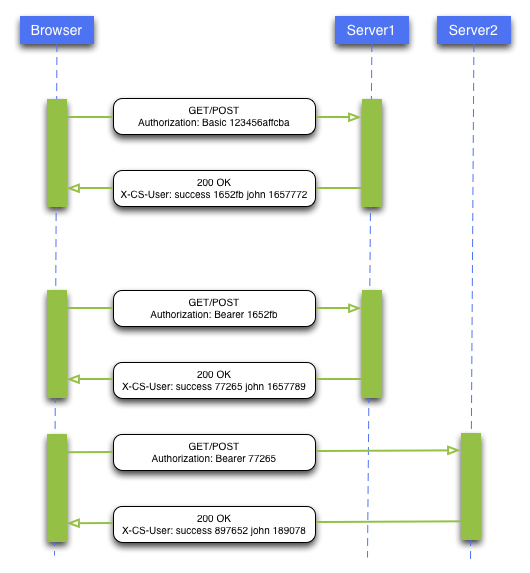 Browser
Server1
Server2
GET/POST
Authorization: Basic 123456affcba
200 OK
X-CS-User: success 1652fb john 1657772
GET/POST
Authorization: Bearer 1652fb
200 OK
X-CS-User: success 77265 john 1657789
GET/POST
Authorization: Bearer 77265
200 OK
X-CS-User: success 897652 john 189078